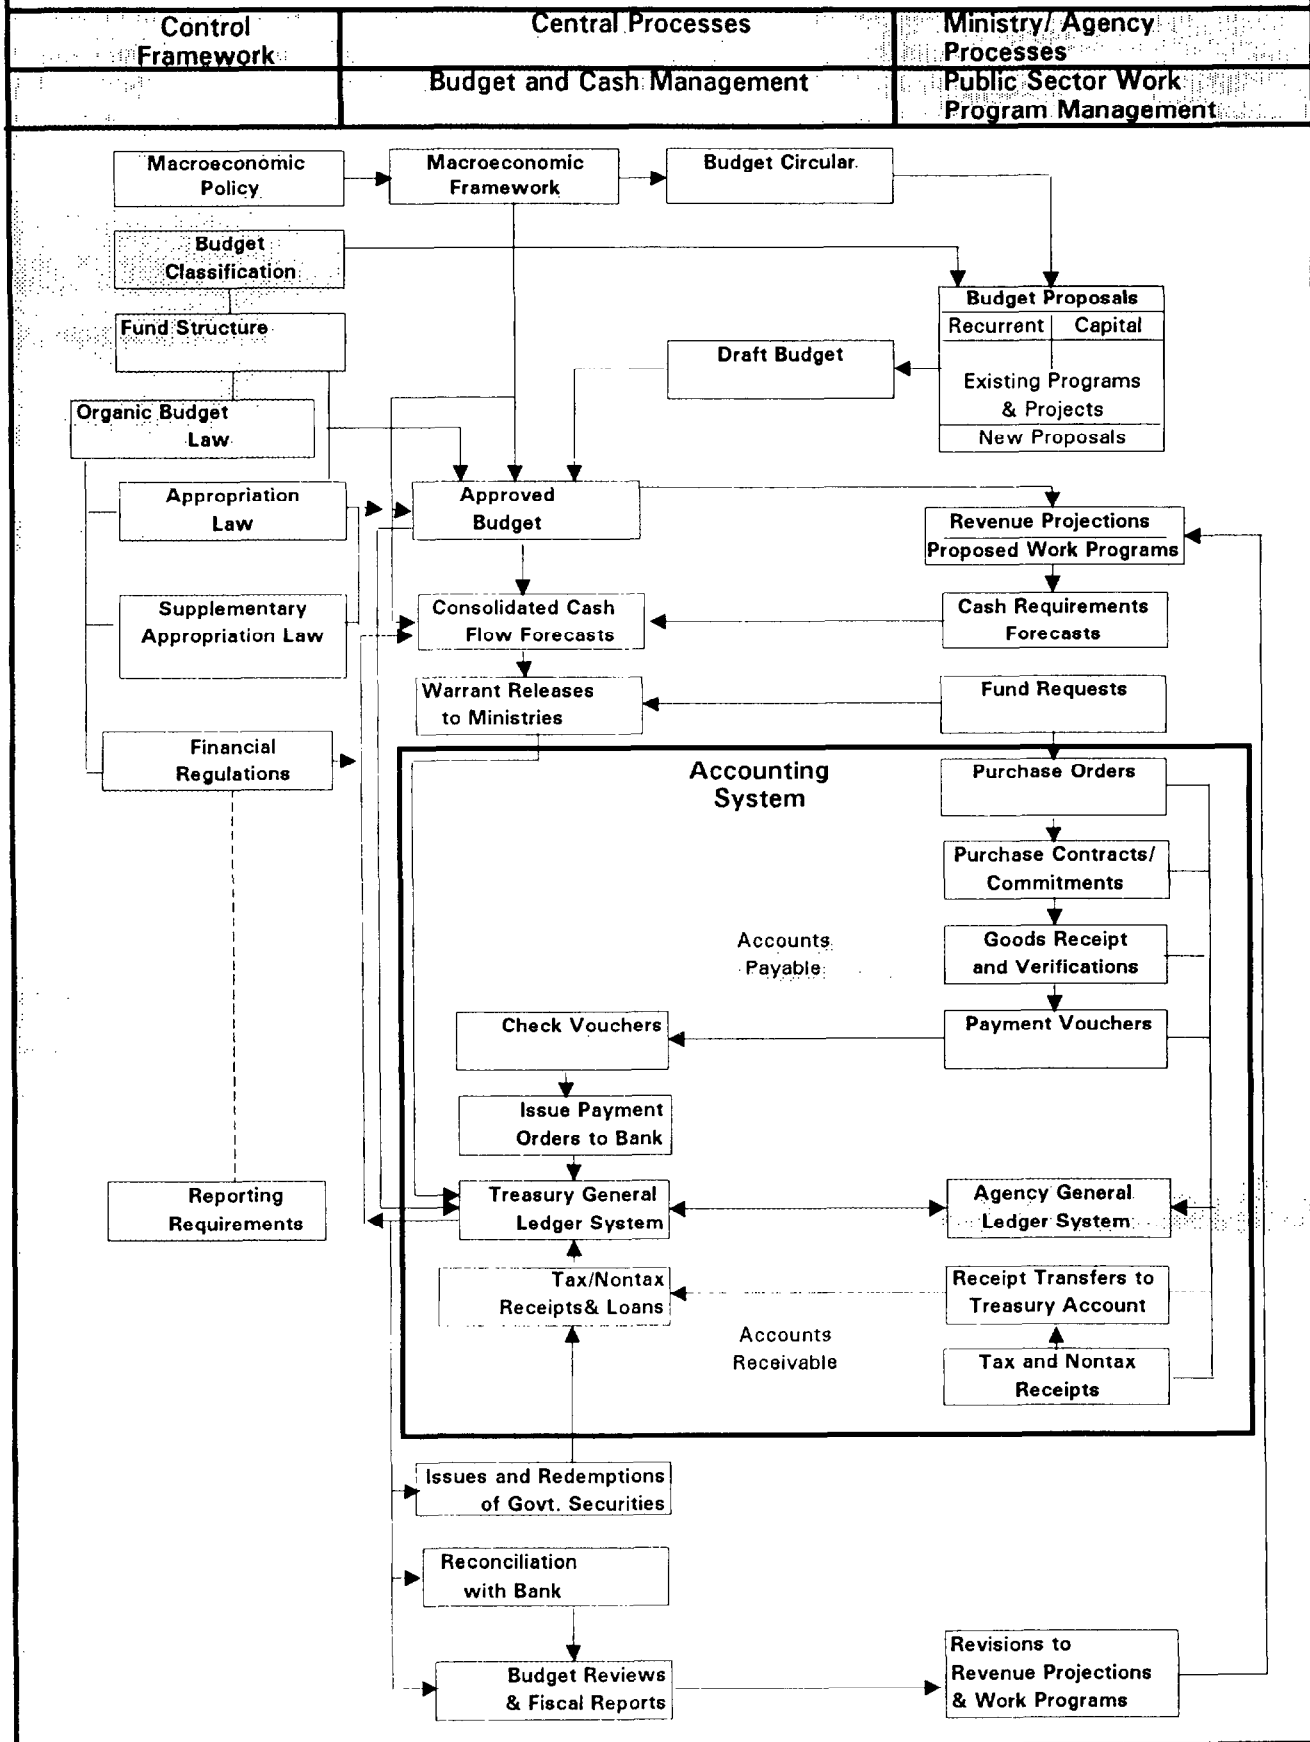 Control
Framework
Central Processes
Ministry/ Agency
Processes
Budget and Cash Management
Public Sector Work
Program Management
Macroeconomic
Policy
Macroeconomic
Framework
Budget Circular
Budget
Classification
Fund Structure
Budget Proposals
Recurrent
Capital
Existing Programs
& Projects
New Proposals
Draft Budget
Organic Budget
Law
Appropriation
Law
Approved
Budget
Revenue Projections
Proposed Work Programs
Supplementary
Appropriation Law
Consolidated Cash
Flow Forecasts
Cash Requirements
Forecasts
Warrant Releases
to Ministries
Fund Requests
Financial
Regulations
Accounting
System
Purchase Orders
Purchase Contracts/
Commitments
Accounts
Payable
Goods Receipt
and Verifications
Check Vouchers
Payment Vouchers
Issue Payment
Orders to Bank
Reporting
Requirements
Treasury General
Ledger System
Agency General
Ledger System
Tax/Nontax
Receipts& Loans
Receipt Transfers to
Treasury Account
Accounts
Receivable
Tax and Nontax
Receipts
Issues and Redemptions
of Govt. Securities
Reconciliation
with Bank
Budget Reviews
& Fiscal Reports
Revisions to
Revenue Projections
& Work Programs